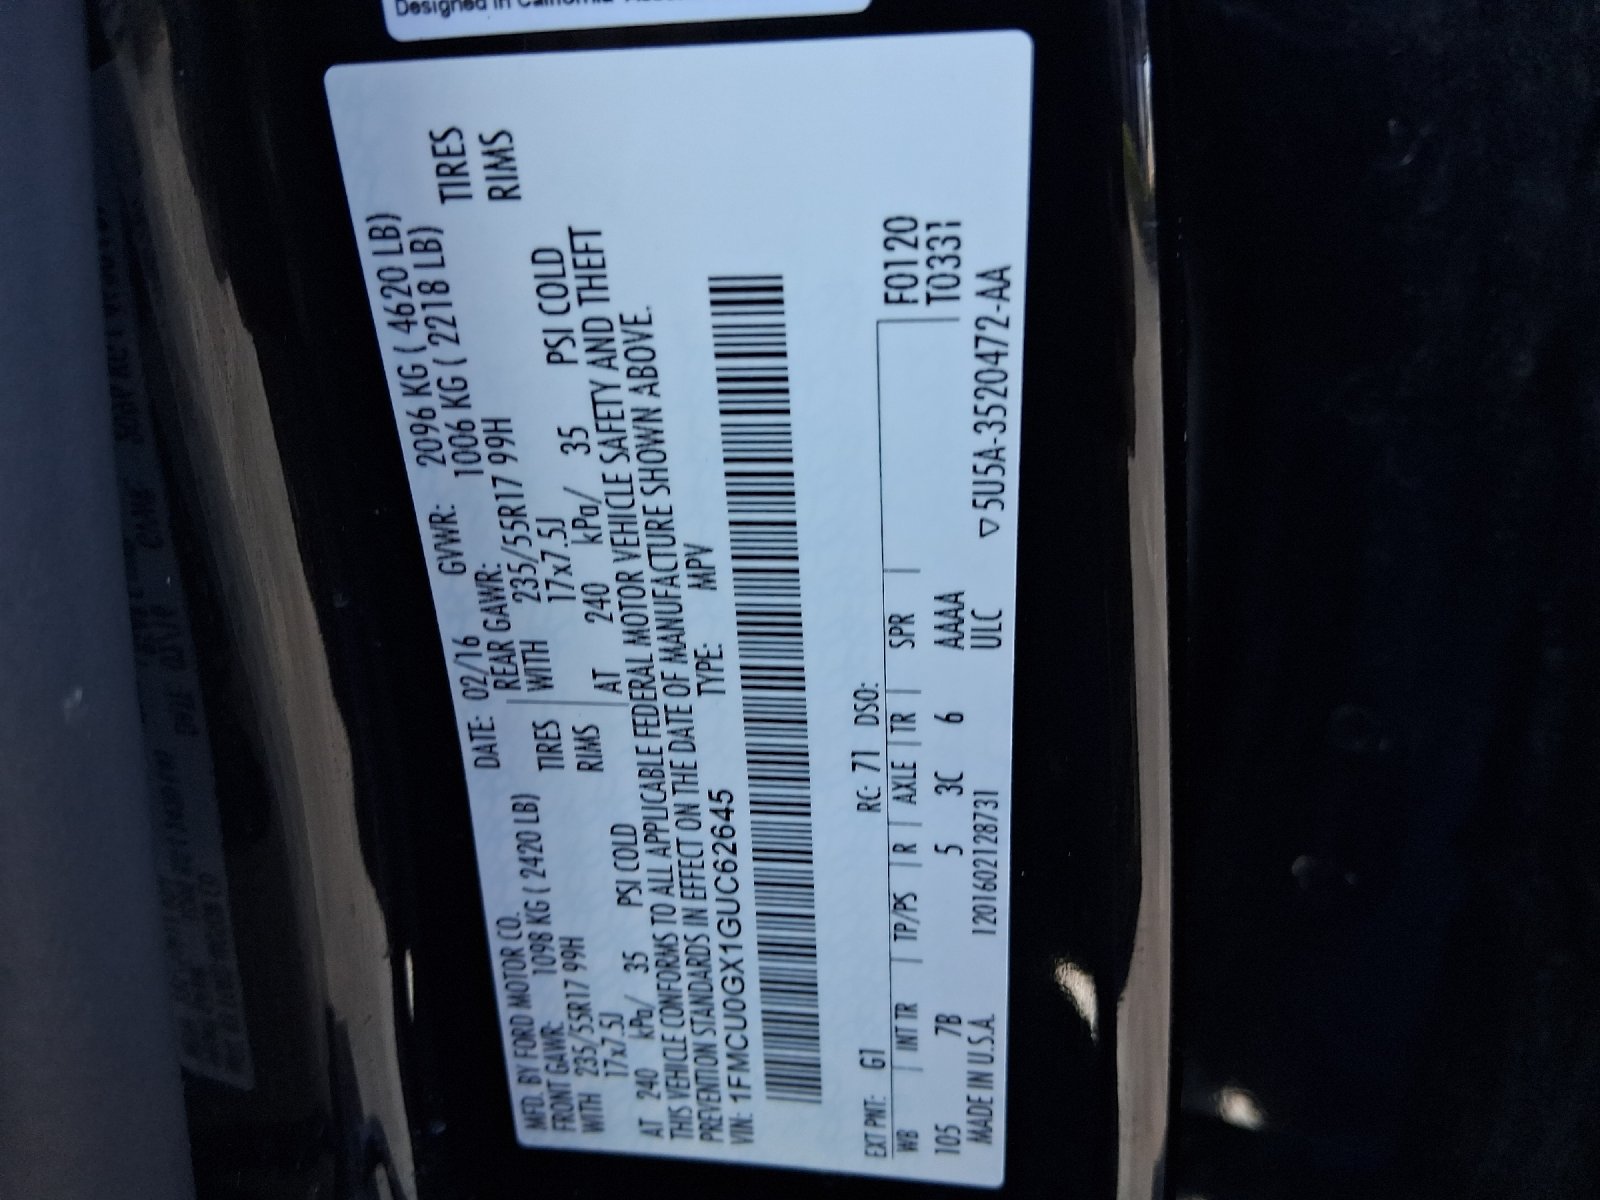 Designed in California
MFD. BY FORD MOTOR CO. DATE: 02/16 GVWR: 2096 KG ( 4620 LB)
FRONT GAWR: 1098 KG ( 2420 LB) REAR GAWR: 1006 KG ( 2218 LB)
WITH 235/55R17 99H TIRES WITH 235/55R17 99H TIRES
17x7.5J RIMS 17x7.5J RIMS
AT 240 kPa/ 35 PSI COLD AT 240 kPa/ 35 PSI COLD
THIS VEHICLE CONFORMS TO ALL APPLICABLE FEDERAL MOTOR VEHICLE SAFETY AND THEFT
PREVENTION STANDARDS IN EFFECT ON THE DATE OF MANUFACTURE SHOWN ABOVE.
VIN: 1FMCU0GX1GUC62645 TYPE: MPV
EXT PNT: G1 RC: 71 DSO: F0120
WB | INT TR | TP/PS | R | AXLE | TR | SPR | T0331
105 7B 5 3C 6 AAAA
MADE IN U.S.A. 1201602128731 ULC ▽5U5A-3520472-AA